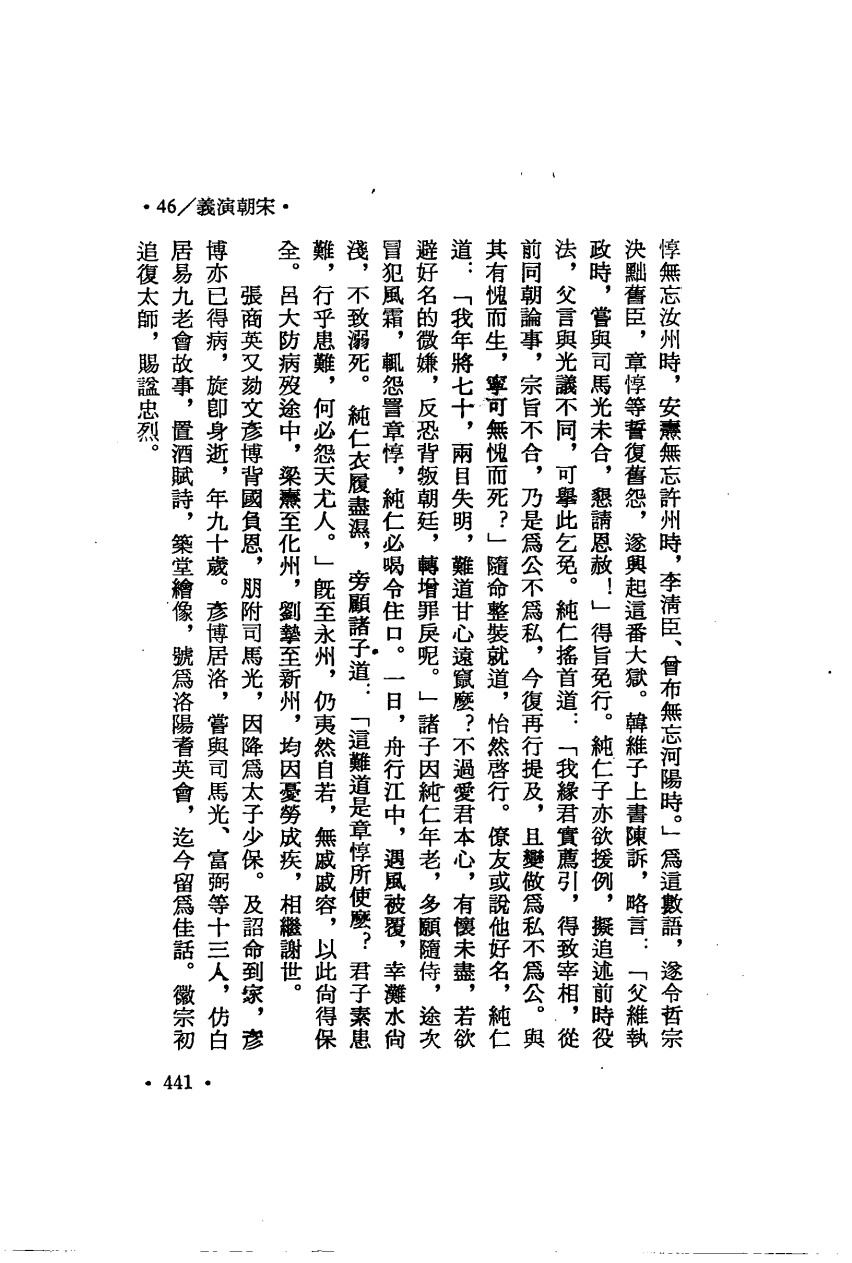 ・46／義演朝宋・
惇無忘汝州時，安燾無忘許州時，李清臣、曾布無忘河陽時。」爲這數語，遂令哲宗
決黜舊臣，章惇等誓復舊怨，遂興起這番大獄。韓維子上書陳訴，略言：「父維執
政時，嘗與司馬光未合，懇請恩赦！」得旨免行。純仁子亦欲援例，擬追述前時役
法，父言與光議不同，可擧此乞免。純仁搖首道：「我緣君實薦引，得致宰相，從
前同朝論事，宗旨不合，乃是爲公不爲私，今復再行提及，且變做爲私不爲公。與
其有愧而生，寧可無愧而死？」隨命整裝就道，怡然啓行。僚友或說他好名，純仁
道：「我年將七十，兩目失明，難道甘心遠竄麼？不過愛君本心，有懷未盡，若欲
避好名的微嫌，反恐背叛朝廷，轉增罪戾呢。」諸子因純仁年老，多願隨侍，途次
冒犯風霜，輒怨詈章惇，純仁必喝令住口。一日，舟行江中，遇風被覆，幸灘水尙
淺，不致溺死。純仁衣履盡濕，旁顧諸子道：「這難道是章惇所使麼？君子素患
難，行乎患難，何必怨天尤人。」旣至永州，仍夷然自若，無戚戚容，以此尙得保
全。呂大防病歿途中，梁燾至化州，劉摯至新州，均因憂勞成疾，相繼謝世。
張商英又劾文彥博背國負恩，朋附司馬光，因降爲太子少保。及詔命到家，彥
博亦已得病，旋卽身逝，年九十歲。彥博居洛，嘗與司馬光、富弼等十三人，仿白
居易九老會故事，置酒賦詩，築堂繪像，號爲洛陽耆英會，迄今留爲佳話。徽宗初
追復太師，賜諡忠烈。
・441・